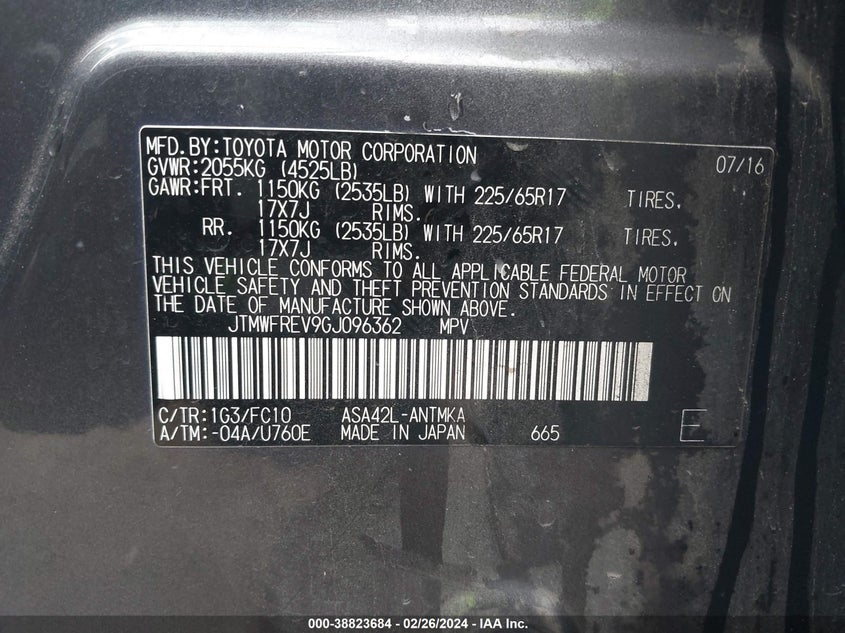 MFD.BY:TOYOTA MOTOR CORPORATION 07/16
GVWR:2055KG (4525LB)
GAWR:FRT. 1150KG (2535LB) WITH 225/65R17 TIRES.
17X7J RIMS.
RR. 1150KG (2535LB) WITH 225/65R17 TIRES.
17X7J RIMS.
THIS VEHICLE CONFORMS TO ALL APPLICABLE FEDERAL MOTOR
VEHICLE SAFETY AND THEFT PREVENTION STANDARDS IN EFFECT ON
THE DATE OF MANUFACTURE SHOWN ABOVE.
JTMWFREV9GJ096362 MPV
C/TR:1G3/FC10 ASA42L-ANTMKA
A/TM:-04A/U760E MADE IN JAPAN 665 E
000-38823684 - 02/26/2024 - IAA Inc.